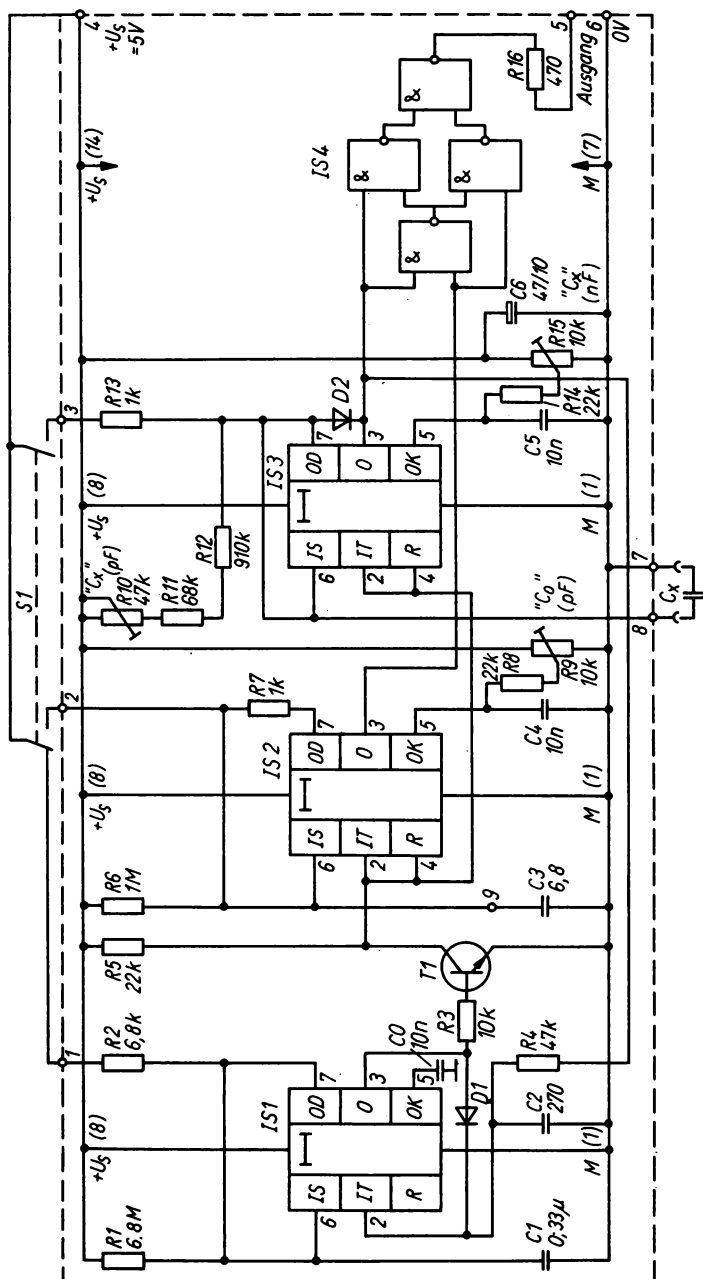 S1
1
2
3
4
+Us
=5V
R1
6.8M
+Us
(8)
R2
6,8k
R5
22k
R6
1M
+Us
(8)
"Cx"
(pF)
R10
47k
R11
68k
+Us
(8)
R13
1k
+Us
(14)
R7
1k
R12
910k
IS1
IS
IT
R
OD
O
OK
6
2
7
3
5
IS2
IS
IT
R
OD
O
OK
6
2
4
7
3
5
IS3
IS
IT
R
OD
O
OK
6
2
4
7
3
5
D2
IS4
&
&
&
&
R16
470
C0
10n
D1
R3
10k
T1
9
C1
0,33µ
M
(1)
C2
270
R4
47k
C3
6,8
M
(1)
C4
10n
22k
R8
R9
10k
"C0"
(pF)
M
(1)
C5
10n
R14
22k
R15
10k
C6
47/10
"Cx"
(nF)
M
(7)
5
Ausgang
6
0V
8
Cx
7